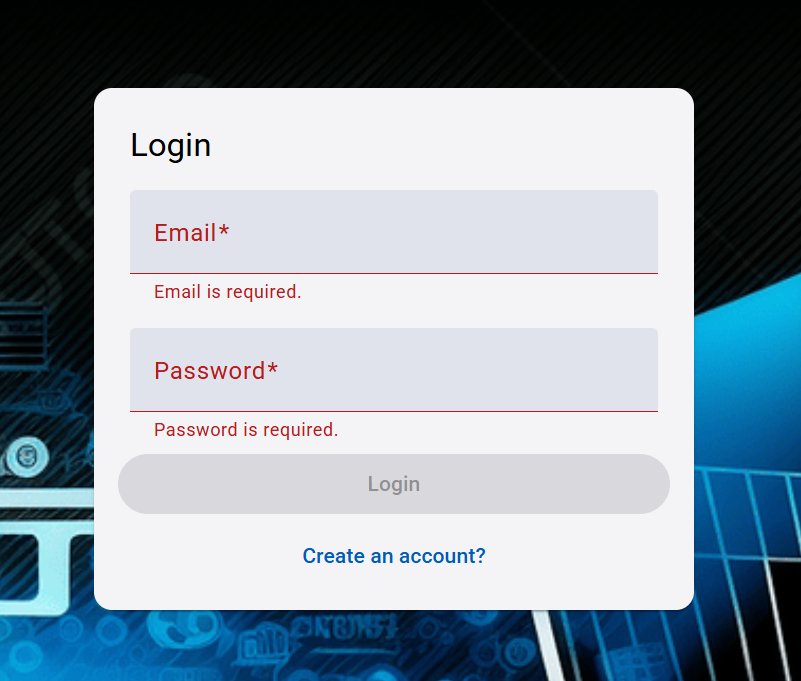 Login
Email*
Email is required.
Password*
Password is required.
Login
Create an account?